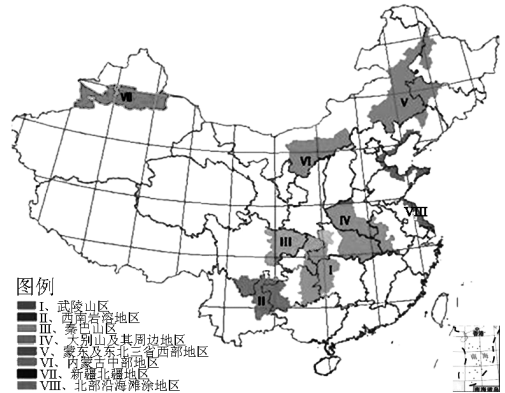 VII
V
VI
VIII
IV
III
I
II
图例
I、武陵山区
II、西南岩溶地区
III、秦巴山区
IV、大别山及其周边地区
V、蒙东及东北三省西部地区
VI、内蒙古中部地区
VII、新疆北疆地区
VIII、北部沿海滩涂地区